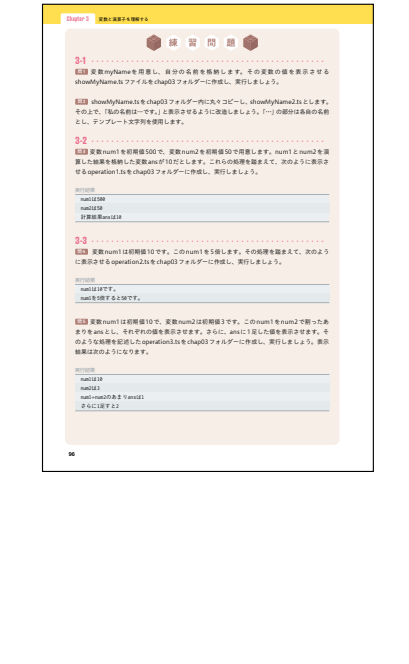 Chapter 3 変数と演算子を理解する
練習問題
3-1
問1 変数myNameを用意し、自分の名前を格納します。その変数の値を表示する
showMyName.tsファイルをchap03フォルダーに作成し、実行しましょう。
問2 showMyName.tsをchap03フォルダー内に丸々コピーし、showMyName2.tsとします。
その上で、「私の名前は…です。」と表示させるように改造しましょう。「…」の部分は各自の名前
とし、テンプレート文字列を使用します。
3-2
問3 変数num1を初期値500で、変数num2を初期値50で用意します。num1とnum2を演
算した結果を格納した変数ansが10だとします。これらの処理を踏まえて、次のように表示さ
せるoperation1.tsをchap03フォルダーに作成し、実行しましょう。
実行結果
num1は500
num2は50
計算結果ansは10
3-3
問4 変数num1は初期値10です。このnum1を5倍します。その処理を踏まえて、次のよう
に表示させるoperation2.tsをchap03フォルダーに作成し、実行しましょう。
実行結果
num1は10です。
num1を5倍すると50です。
問5 変数num1は初期値10で、変数num2は初期値3です。このnum1をnum2で割ったあ
まりをansとし、それぞれの値を表示させます。さらに、ansに1足した値を表示させます。そ
のような処理を記述したoperation3.tsをchap03フォルダーに作成し、実行しましょう。表示
結果は次のようになります。
実行結果
num1は10
num2は3
num1÷num2のあまりansは1
さらに1足すと2
98